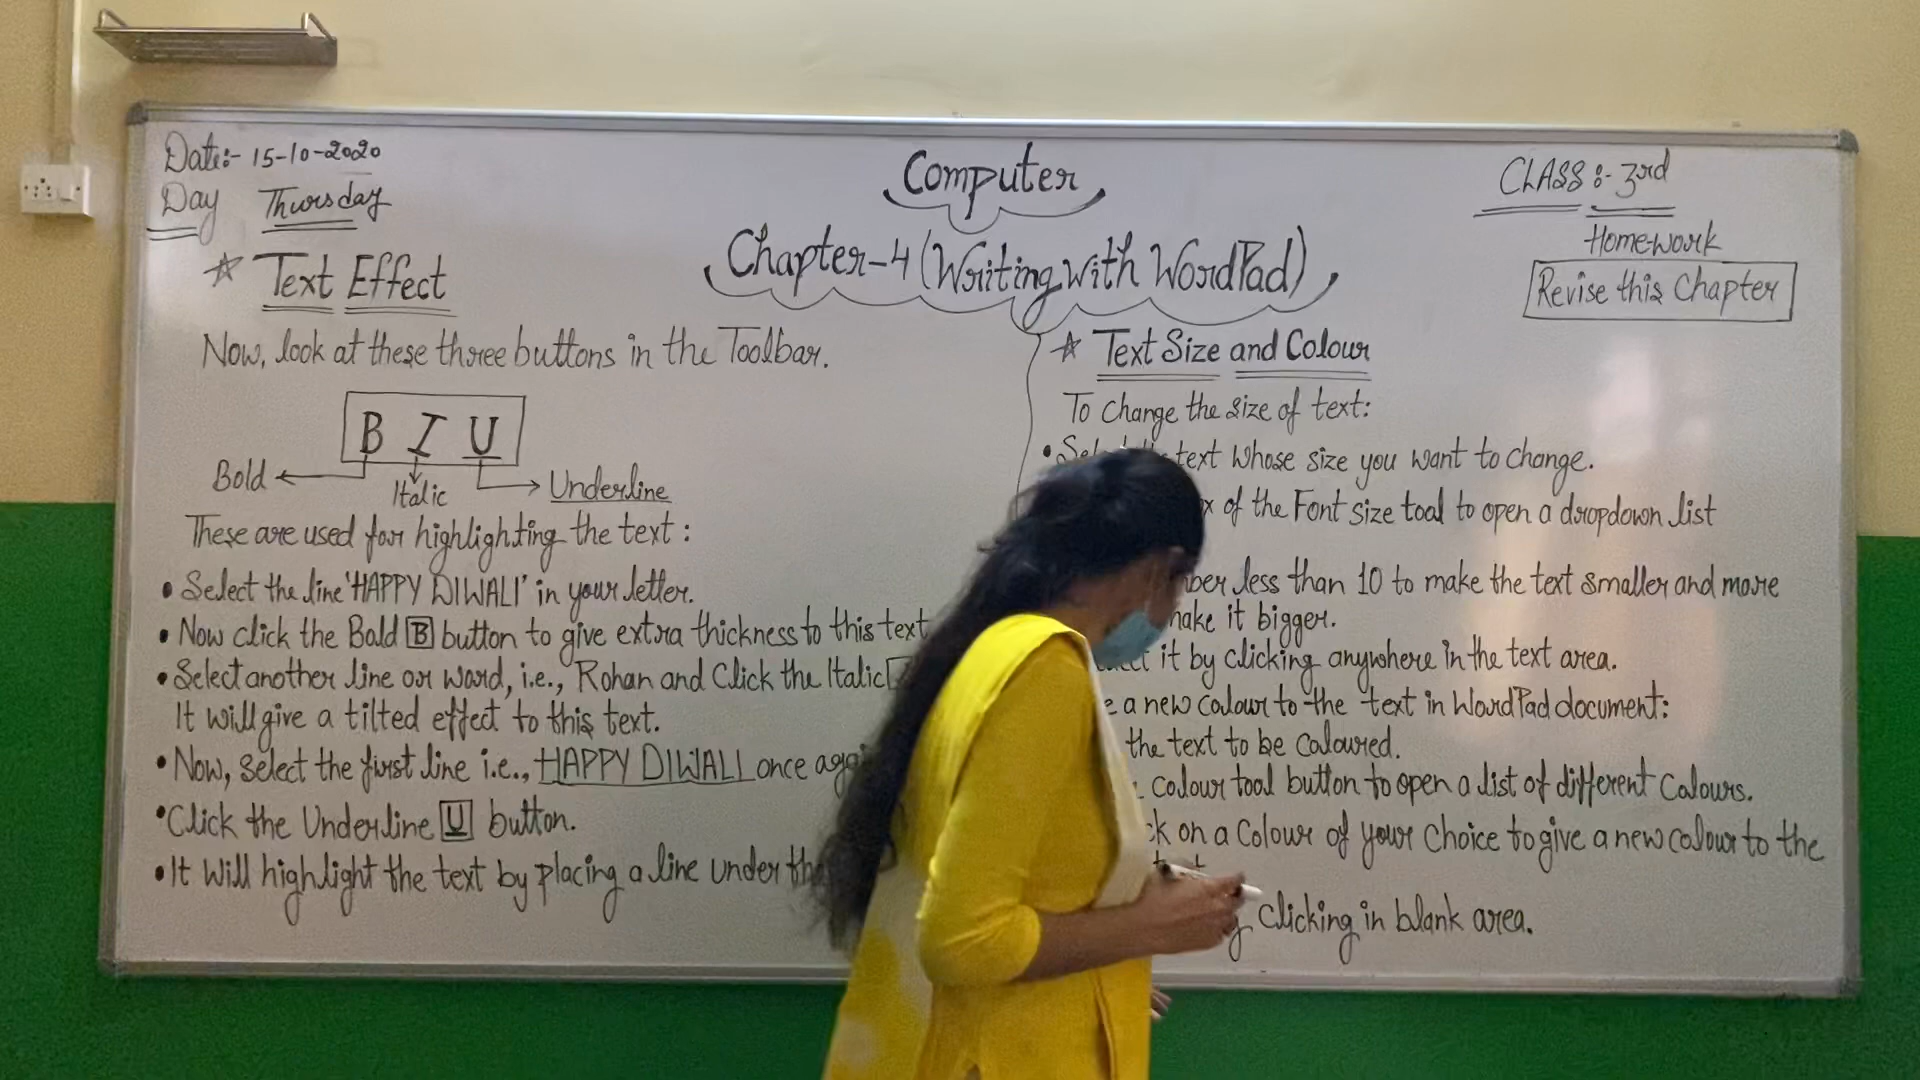 Date:- 15-10-2020
Day Thursday
Computer
Chapter-4 (Writing with WordPad)
CLASS :- 3rd
Homework
Revise this Chapter
☆ Text Effect
Now, look at these three buttons in the Toolbar.
B I U
Bold
Italic
Underline
These are used for highlighting the text :
• Select the line 'HAPPY DIWALI' in your letter.
• Now click the Bold B button to give extra thickness to this text
• Select another line or word, i.e., Rohan and Click the Italic
It will give a tilted effect to this text.
• Now, select the first line i.e., HAPPY DIWALI once
• Click the Underline U button.
• It will highlight the text by placing a line under
☆ Text Size and Colour
To change the size of text:
• text whose size you want to change.
of the Font size tool to open a dropdown list
less than 10 to make the text smaller and more
make it bigger.
it by clicking anywhere in the text area.
a new colour to the text in WordPad document:
the text to be coloured.
colour tool button to open a list of different colours.
on a colour of your choice to give a new colour to the
clicking in blank area.